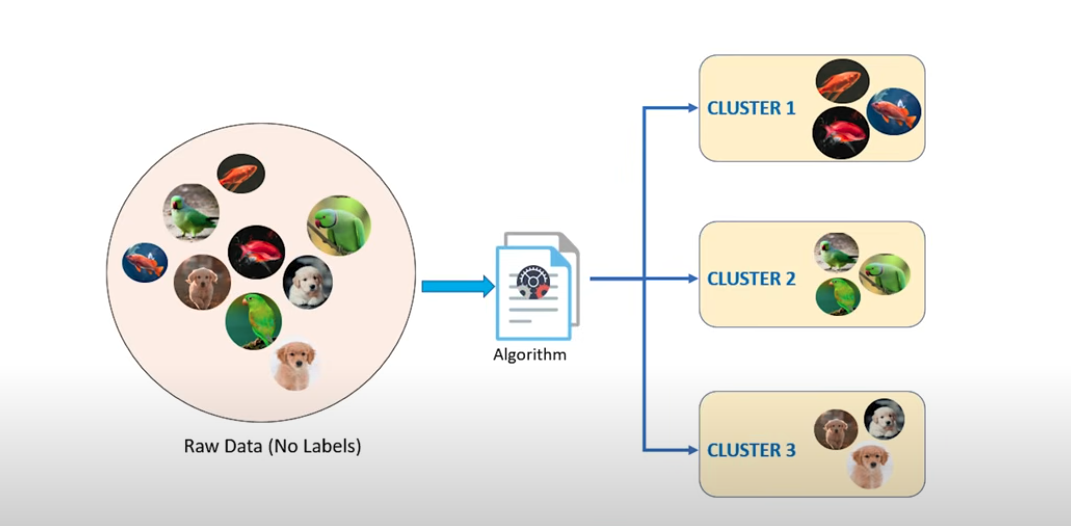 Raw Data (No Labels)
Algorithm
CLUSTER 1
CLUSTER 2
CLUSTER 3